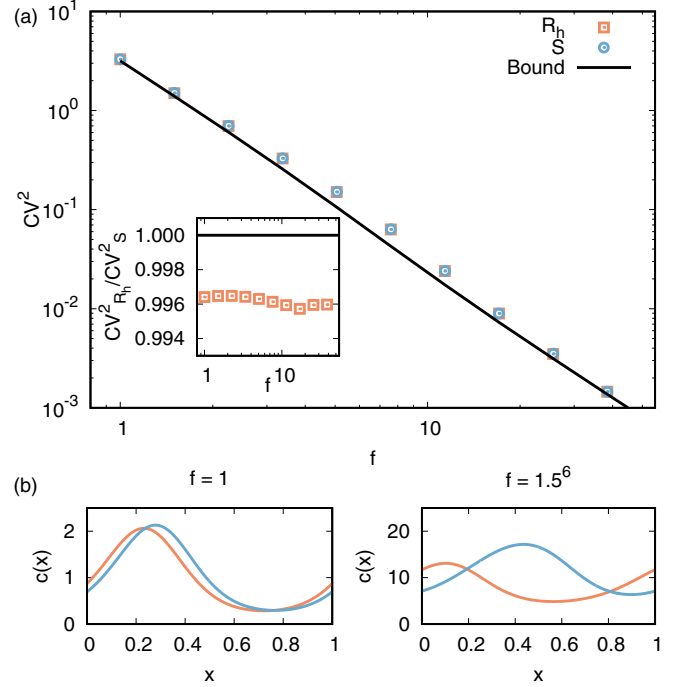 (a)
R_h
S
Bound
10^1
10^0
10^-1
10^-2
10^-3
CV^2
1
10
f
1.000
0.998
0.996
0.994
CV^2_{R_h}/CV^2_S
1
10
f
(b)
f = 1
f = 1.5^6
2
1
0
c(x)
0
0.2
0.4
0.6
0.8
1
x
20
10
0
c(x)
0
0.2
0.4
0.6
0.8
1
x